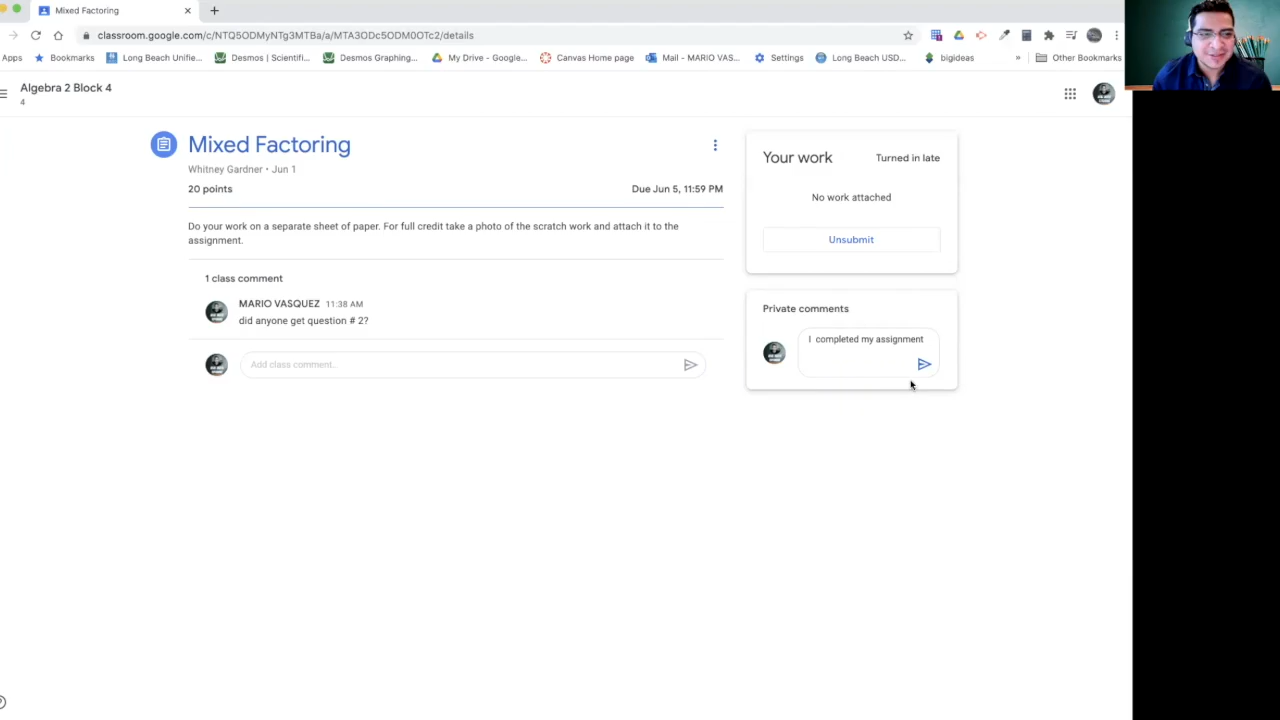 Mixed Factoring
classroom.google.com/c/NTQ5ODMyNTg3MTBa/a/MTA3ODc5ODM0OTc2/details
Apps
Bookmarks
Long Beach Unifie...
Desmos | Scientifi...
Desmos Graphing...
My Drive - Google...
Canvas Home page
Mail - MARIO VAS...
Settings
Long Beach USD...
bigideas
»
Other Bookmarks
Algebra 2 Block 4
4
Mixed Factoring
Whitney Gardner • Jun 1
20 points
Due Jun 5, 11:59 PM
Do your work on a separate sheet of paper. For full credit take a photo of the scratch work and attach it to the
assignment.
1 class comment
MARIO VASQUEZ 11:38 AM
did anyone get question # 2?
Add class comment...
Your work
Turned in late
No work attached
Unsubmit
Private comments
I  completed my assignment